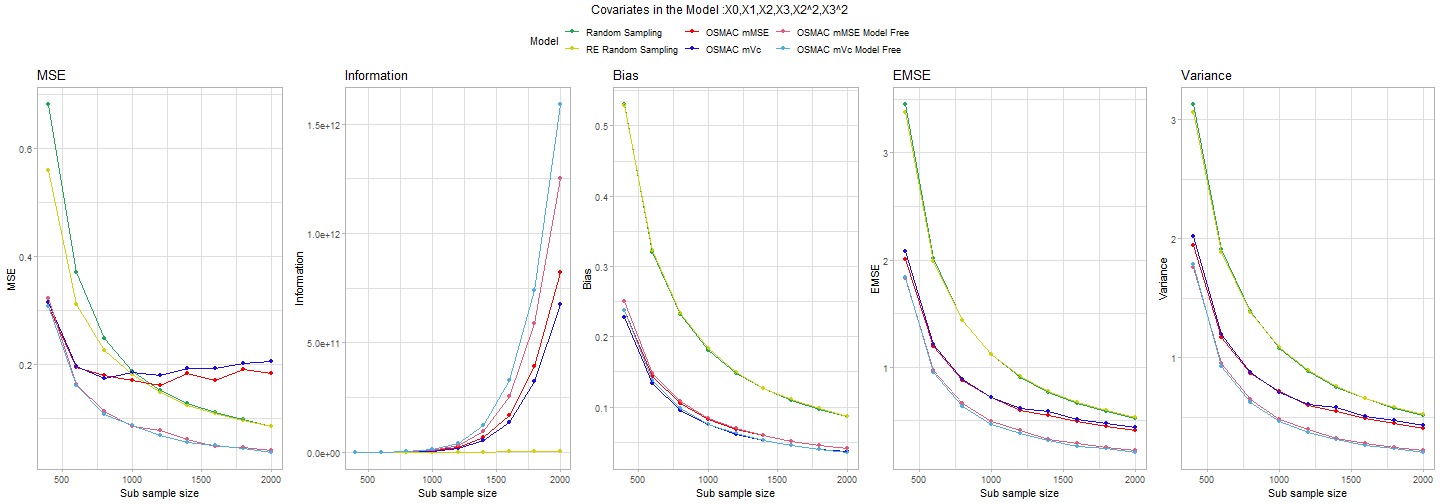 Covariates in the Model :X0,X1,X2,X3,X2^2,X3^2
Model
Random Sampling
OSMAC mMSE
OSMAC mMSE Model Free
RE Random Sampling
OSMAC mVc
OSMAC mVc Model Free
MSE
Information
Bias
EMSE
Variance
MSE
0.6
0.4
0.2
500 1000 1500 2000
Sub sample size
Information
1.5e+12
1.0e+12
5.0e+11
0.0e+00
500 1000 1500 2000
Sub sample size
Bias
0.5
0.4
0.3
0.2
0.1
500 1000 1500 2000
Sub sample size
EMSE
3
2
1
500 1000 1500 2000
Sub sample size
Variance
3
2
1
500 1000 1500 2000
Sub sample size